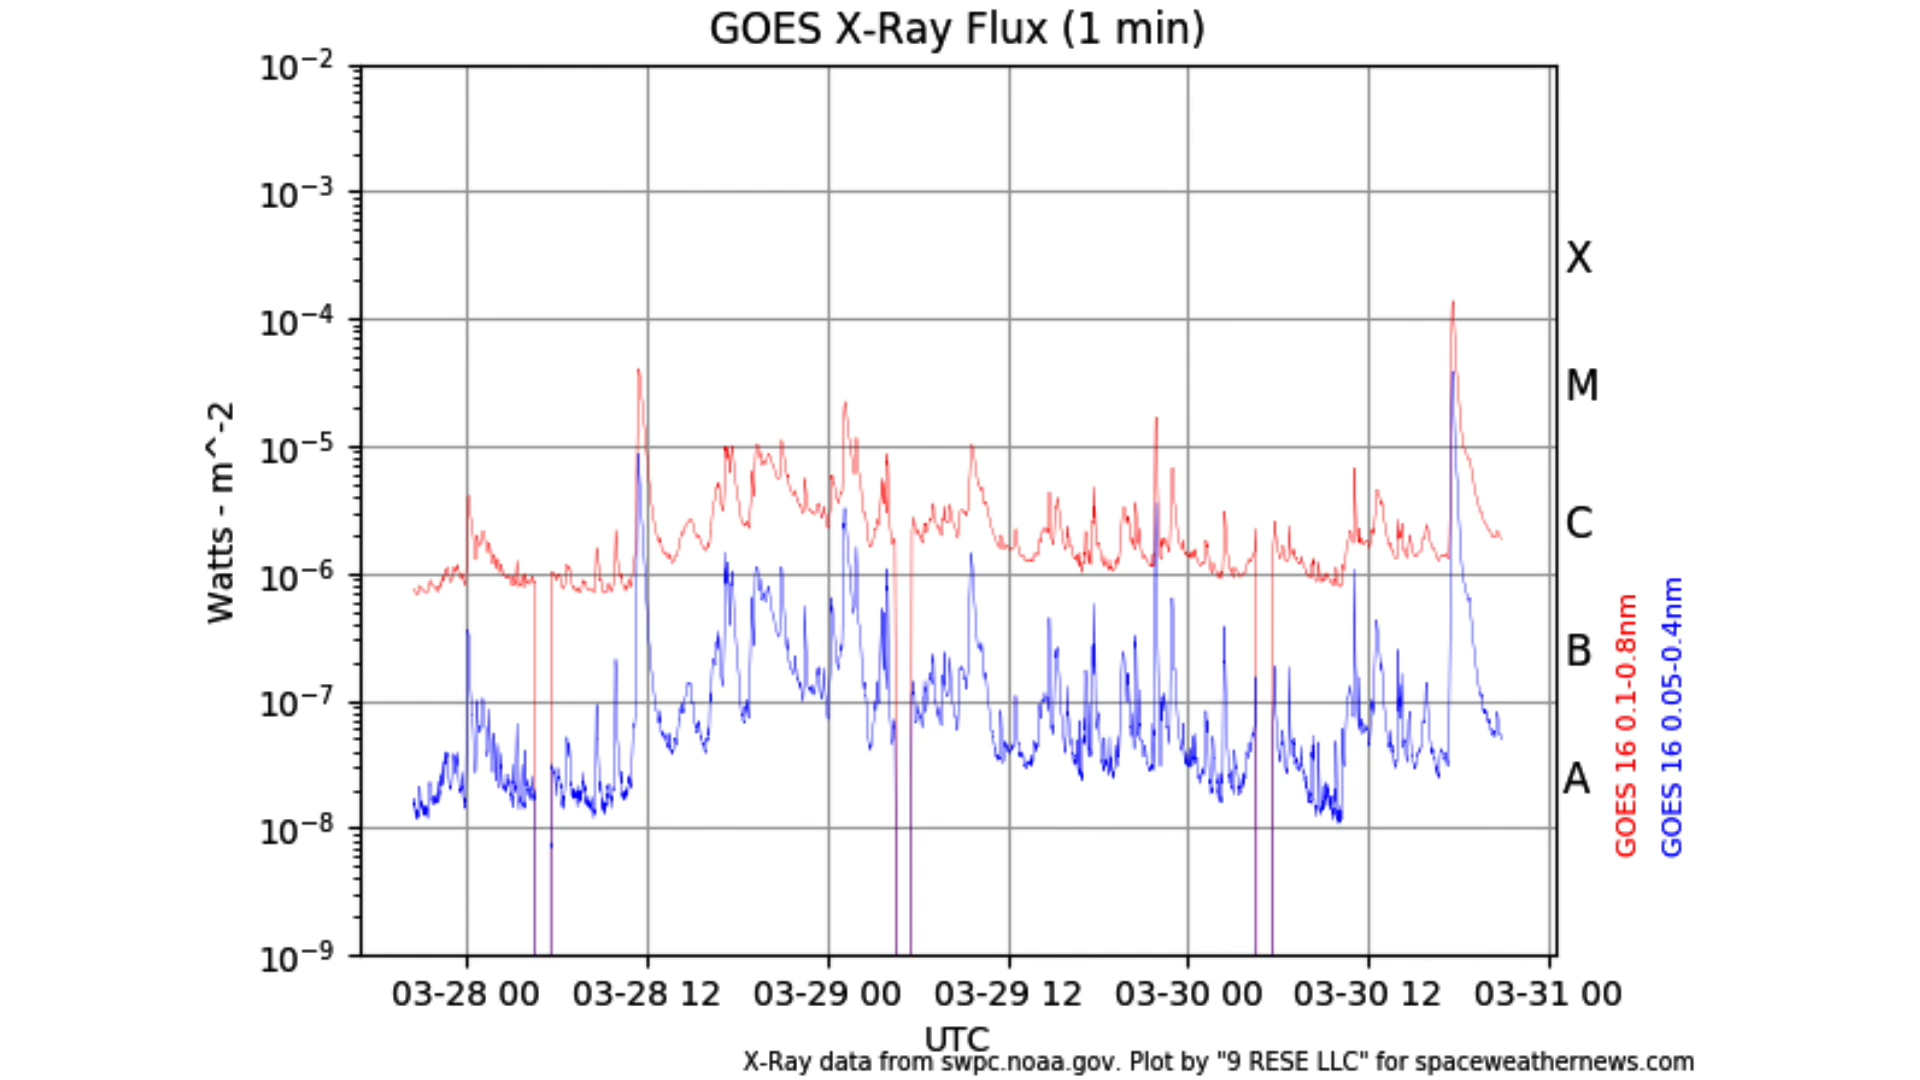 GOES X-Ray Flux (1 min)
10−2
10−3
10−4
10−5
10−6
10−7
10−8
10−9
Watts - m^-2
X
M
C
B
A
GOES 16 0.1-0.8nm
GOES 16 0.05-0.4nm
03-28 00 03-28 12 03-29 00 03-29 12 03-30 00 03-30 12 03-31 00
UTC
X-Ray data from swpc.noaa.gov. Plot by "9 RESE LLC" for spaceweathernews.com